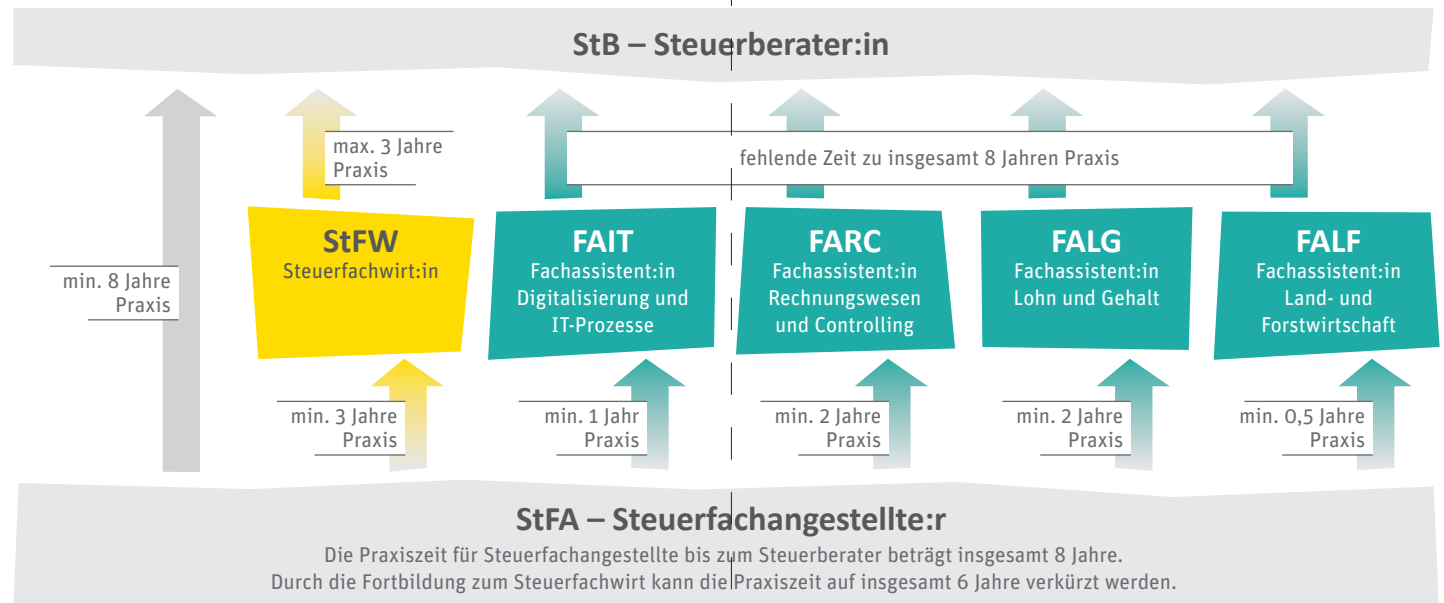 StB – Steuerberater:in
max. 3 Jahre
Praxis
fehlende Zeit zu insgesamt 8 Jahren Praxis
min. 8 Jahre
Praxis
StFW
Steuerfachwirt:in
FAIT
Fachassistent:in
Digitalisierung und
IT-Prozesse
FARC
Fachassistent:in
Rechnungswesen
und Controlling
FALG
Fachassistent:in
Lohn und Gehalt
FALF
Fachassistent:in
Land- und
Forstwirtschaft
min. 3 Jahre
Praxis
min. 1 Jahr
Praxis
min. 2 Jahre
Praxis
min. 2 Jahre
Praxis
min. 0,5 Jahre
Praxis
StFA – Steuerfachangestellte:r
Die Praxiszeit für Steuerfachangestellte bis zum Steuerberater beträgt insgesamt 8 Jahre.
Durch die Fortbildung zum Steuerfachwirt kann die Praxiszeit auf insgesamt 6 Jahre verkürzt werden.